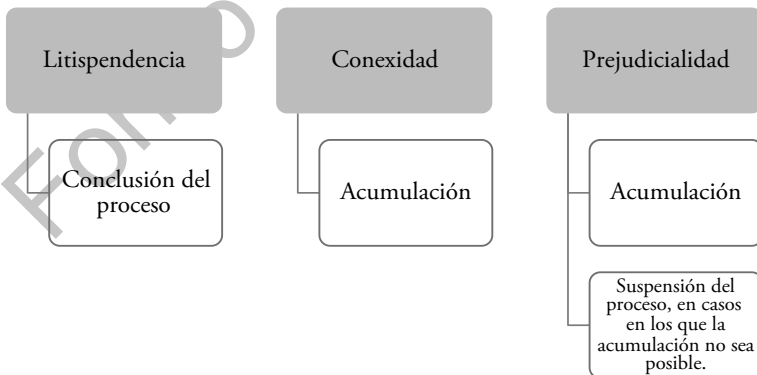 Litispendencia
Conclusión del
proceso
Conexidad
Acumulación
Prejudicialidad
Acumulación
Suspensión del
proceso, en casos
en los que la
acumulación no sea
posible.